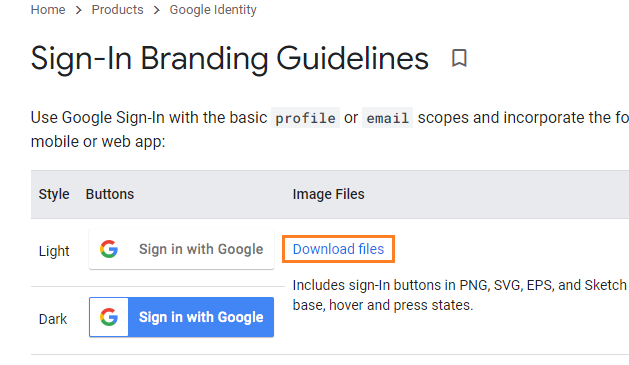 Home > Products > Google Identity
Sign-In Branding Guidelines
Use Google Sign-In with the basic profile or email scopes and incorporate the fo
mobile or web app:
Style Buttons Image Files
Light Sign in with Google Download files
Includes sign-In buttons in PNG, SVG, EPS, and Sketch
base, hover and press states.
Dark Sign in with Google